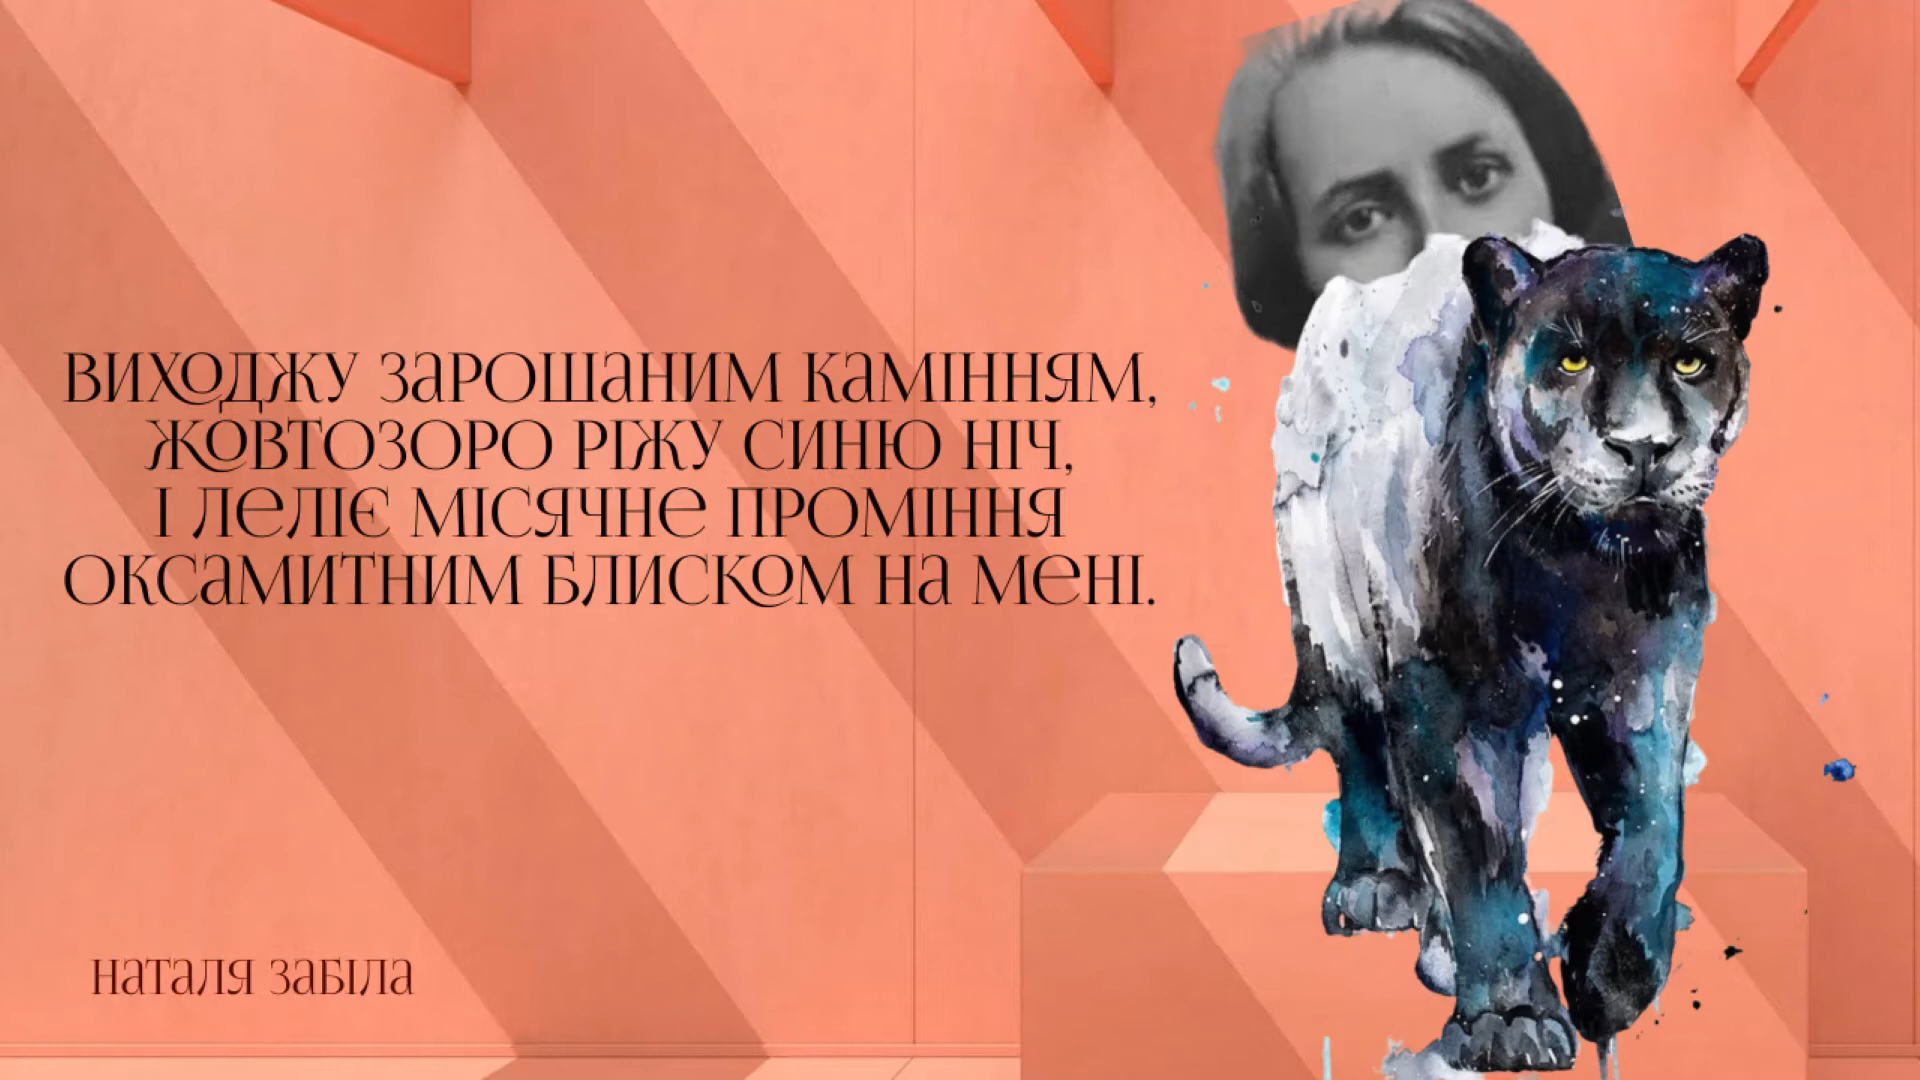 Виходжу зарошаним камінням,
жовтозоро ріжу синю ніч,
і леліє місячне проміння
оксамитним блиском на мені.
Наталя Забіла